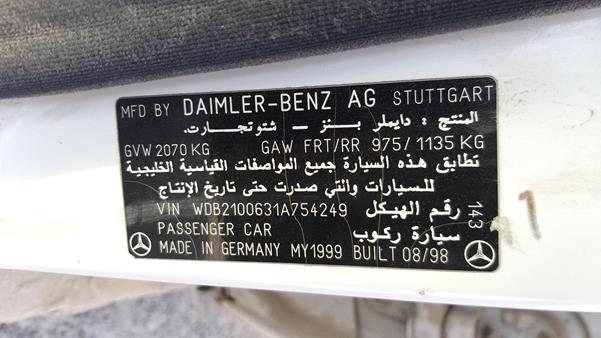 MFD BY DAIMLER-BENZ AG STUTTGART
المنتج : دايملر بنز – شتوتجارت.
GVW 2070 KG GAW FRT/RR 975/1135 KG
تطابق هذه السيارة جميع المواصفات القياسية الخليجية
للسيارات والتي صدرت حتى تاريخ الإنتاج
VIN WDB2100631A754249 رقم الهيكل
PASSENGER CAR سيارة ركوب
MADE IN GERMANY MY1999 BUILT 08/98
143
1